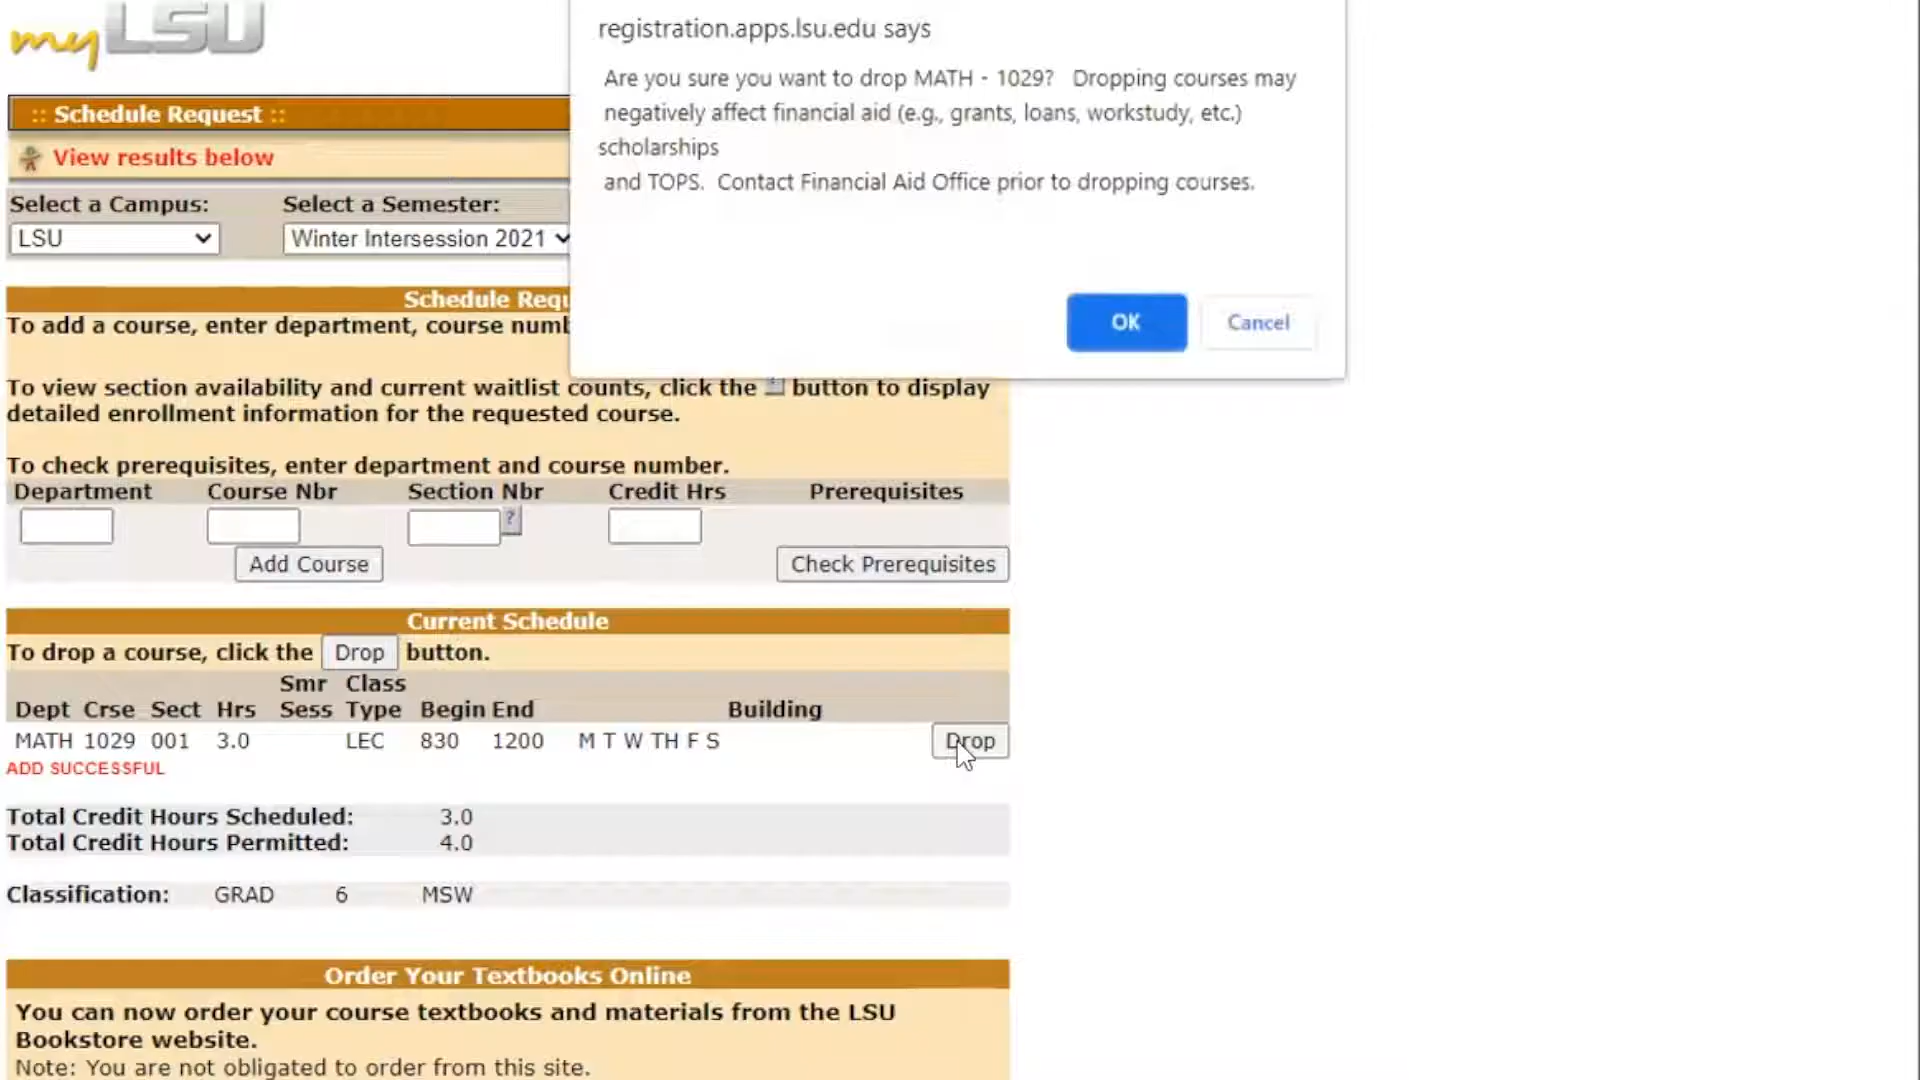 my LSU
registration.apps.lsu.edu says
Are you sure you want to drop MATH - 1029? Dropping courses may
negatively affect financial aid (e.g., grants, loans, workstudy, etc.)
scholarships
and TOPS. Contact Financial Aid Office prior to dropping courses.
OK Cancel
:: Schedule Request ::
View results below
Select a Campus: Select a Semester:
LSU Winter Intersession 2021
Schedule Requ
To add a course, enter department, course numb
To view section availability and current waitlist counts, click the ? button to display
detailed enrollment information for the requested course.
To check prerequisites, enter department and course number.
Department Course Nbr Section Nbr Credit Hrs Prerequisites
?
Add Course Check Prerequisites
Current Schedule
To drop a course, click the Drop button.
Smr Class
Dept Crse Sect Hrs Sess Type Begin End Building
MATH 1029 001 3.0 LEC 830 1200 M T W TH F S Drop
ADD SUCCESSFUL
Total Credit Hours Scheduled: 3.0
Total Credit Hours Permitted: 4.0
Classification: GRAD 6 MSW
Order Your Textbooks Online
You can now order your course textbooks and materials from the LSU
Bookstore website.
Note: You are not obligated to order from this site.